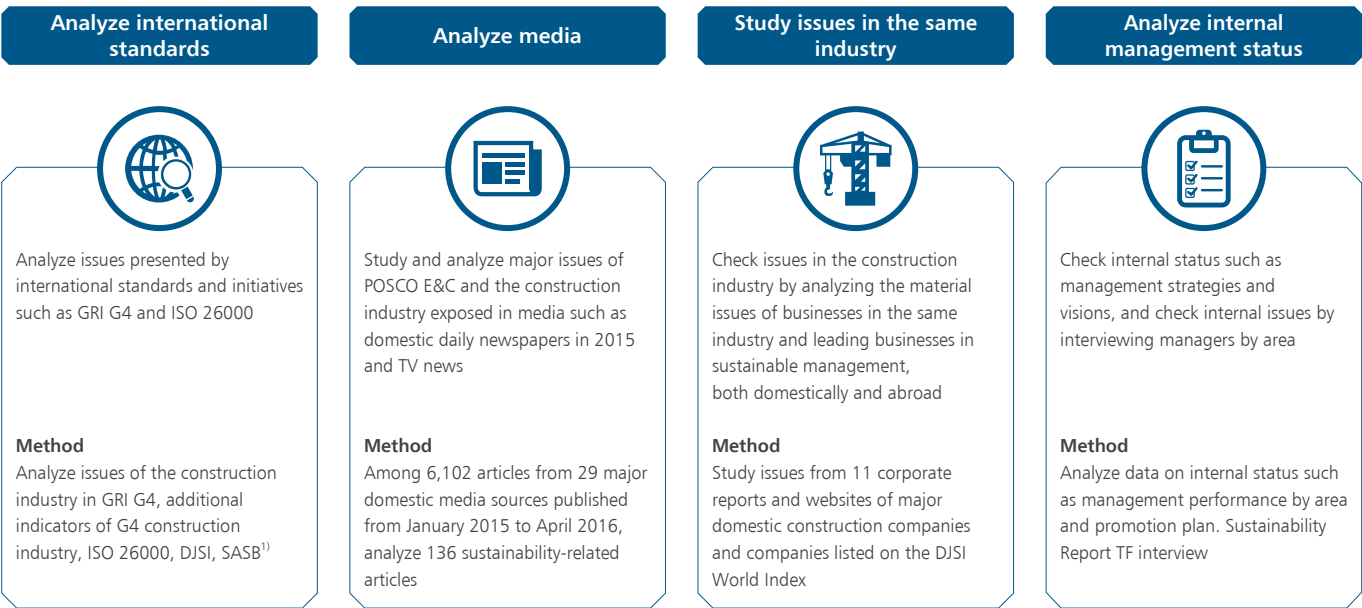 Analyze international
standards
Analyze issues presented by
international standards and initiatives
such as GRI G4 and ISO 26000
Method
Analyze issues of the construction
industry in GRI G4, additional
indicators of G4 construction
industry, ISO 26000, DJSI, SASB1)
Analyze media
Study and analyze major issues of
POSCO E&C and the construction
industry exposed in media such as
domestic daily newspapers in 2015
and TV news
Method
Among 6,102 articles from 29 major
domestic media sources published
from January 2015 to April 2016,
analyze 136 sustainability-related
articles
Study issues in the same
industry
Check issues in the construction
industry by analyzing the material
issues of businesses in the same
industry and leading businesses in
sustainable management,
both domestically and abroad
Method
Study issues from 11 corporate
reports and websites of major
domestic construction companies
and companies listed on the DJSI
World Index
Analyze internal
management status
Check internal status such as
management strategies and
visions, and check internal issues by
interviewing managers by area
Method
Analyze data on internal status such
as management performance by area
and promotion plan. Sustainability
Report TF interview